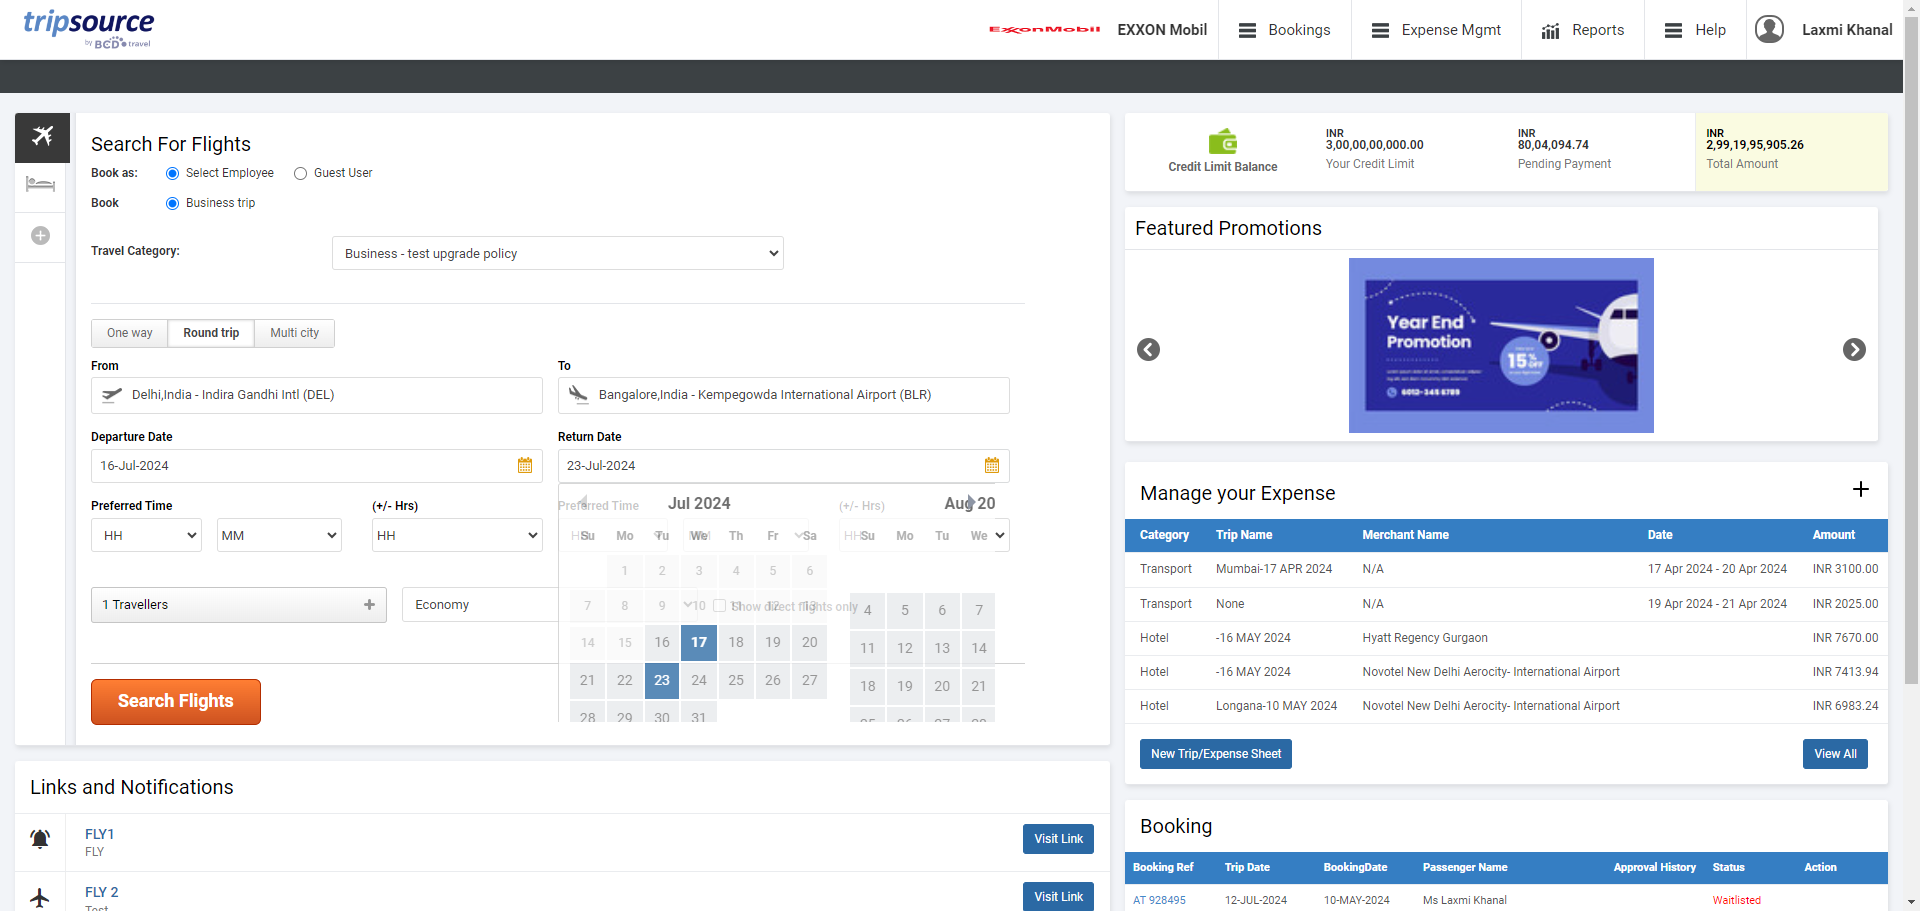 tripsource
by BCD travel
ExxonMobil
EXXON Mobil
Bookings
Expense Mgmt
Reports
Help
Laxmi Khanal
Search For Flights
Book as:
Select Employee
Guest User
Book
Business trip
Travel Category:
Business - test upgrade policy
One way
Round trip
Multi city
From
To
Delhi,India - Indira Gandhi Intl (DEL)
Bangalore,India - Kempegowda International Airport (BLR)
Departure Date
Return Date
16-Jul-2024
23-Jul-2024
Preferred Time
(+/- Hrs)
HH
MM
HH
Preferred Time
(+/- Hrs)
Jul 2024
Aug 20
Su Mo Tu We Th Fr Sa
Su Mo Tu We
1 2 3 4 5 6
7 8 9 10 11 12 13
4 5 6 7
Show direct flights only
14 15 16 17 18 19 20
11 12 13 14
21 22 23 24 25 26 27
18 19 20 21
28 29 30 31
25 26 27 28
1 Travellers
Economy
Search Flights
Links and Notifications
FLY1
FLY
Visit Link
FLY 2
Test
Visit Link
Credit Limit Balance
INR
3,00,00,00,000.00
Your Credit Limit
INR
80,04,094.74
Pending Payment
INR
2,99,19,95,905.26
Total Amount
Featured Promotions
Year End
Promotion
15% OFF
6012-345 6789
Manage your Expense
Category Trip Name Merchant Name Date Amount
Transport Mumbai-17 APR 2024 N/A 17 Apr 2024 - 20 Apr 2024 INR 3100.00
Transport None N/A 19 Apr 2024 - 21 Apr 2024 INR 2025.00
Hotel -16 MAY 2024 Hyatt Regency Gurgaon INR 7670.00
Hotel -16 MAY 2024 Novotel New Delhi Aerocity- International Airport INR 7413.94
Hotel Longana-10 MAY 2024 Novotel New Delhi Aerocity- International Airport INR 6983.24
New Trip/Expense Sheet
View All
Booking
Booking Ref Trip Date BookingDate Passenger Name Approval History Status Action
AT 928495 12-JUL-2024 10-MAY-2024 Ms Laxmi Khanal Waitlisted